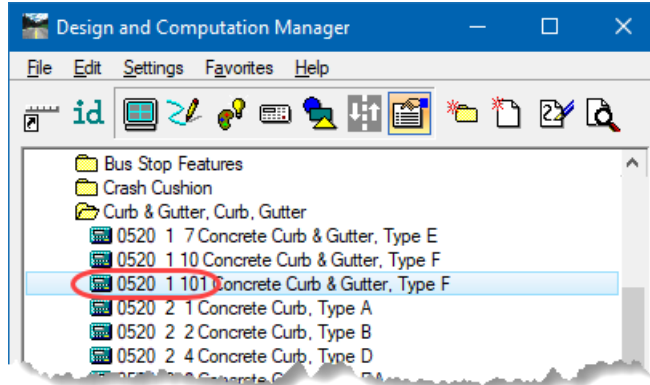 Design and Computation Manager
File Edit Settings Favorites Help
id
Bus Stop Features
Crash Cushion
Curb & Gutter, Curb, Gutter
0520 1 7 Concrete Curb & Gutter, Type E
0520 1 10 Concrete Curb & Gutter, Type F
0520 1 101 Concrete Curb & Gutter, Type F
0520 2 1 Concrete Curb, Type A
0520 2 2 Concrete Curb, Type B
0520 2 4 Concrete Curb, Type D